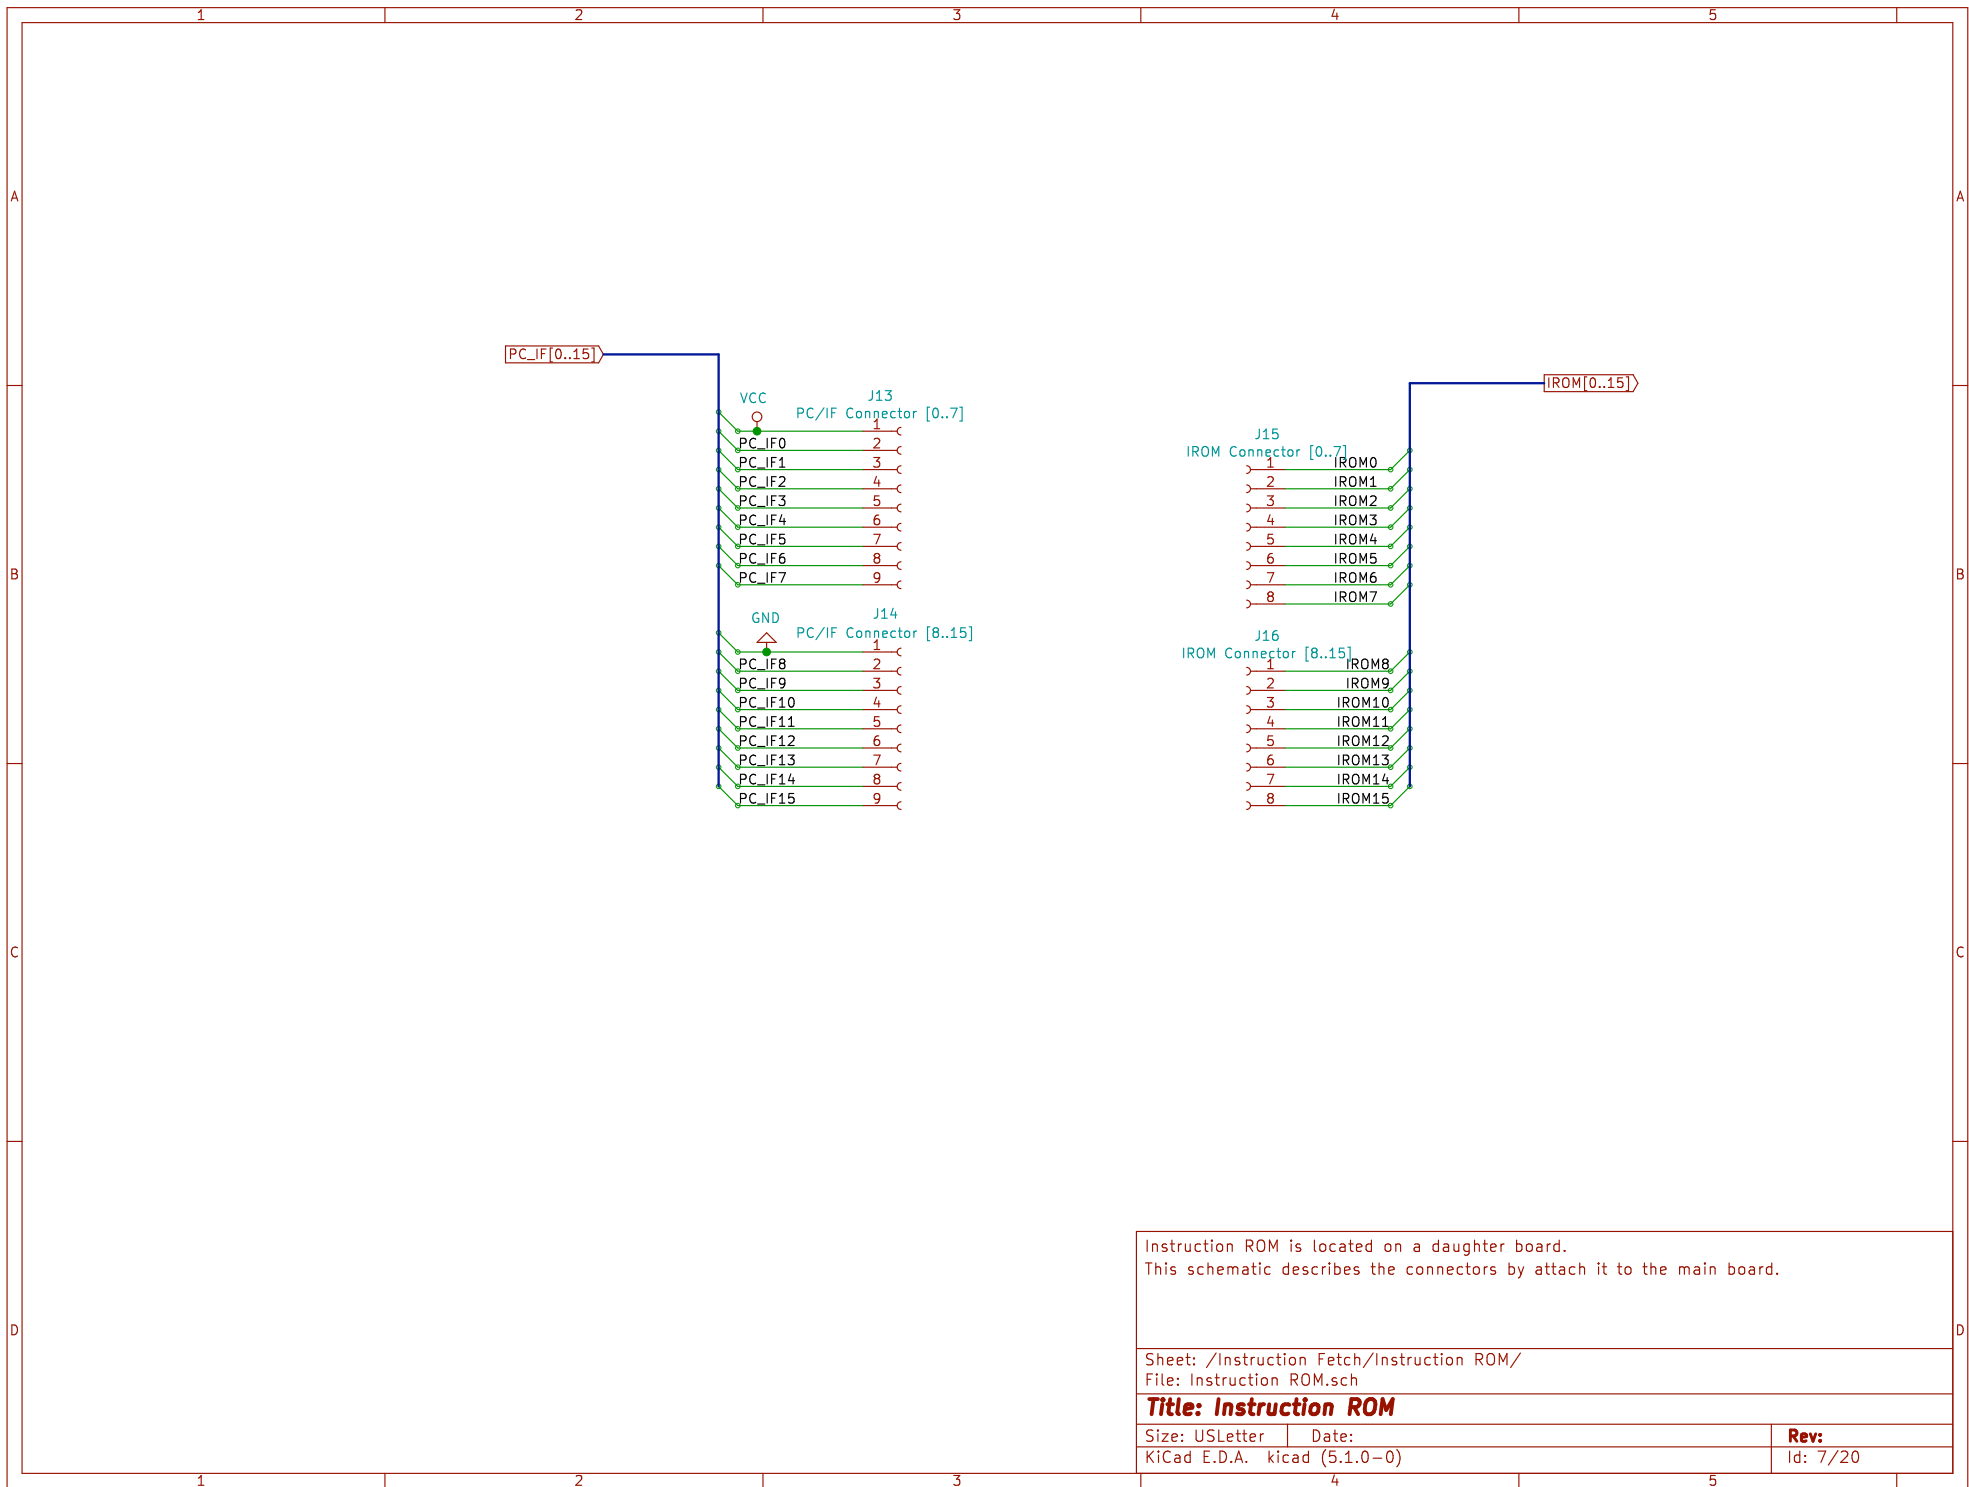 1 2 3 4 5
A A
PC_IF[0..15]
IROM[0..15]
VCC
J13
PC/IF Connector [0..7]
1
PC_IF0 2
PC_IF1 3
PC_IF2 4
PC_IF3 5
PC_IF4 6
PC_IF5 7
PC_IF6 8
PC_IF7 9
J15
IROM Connector [0..7]
1 IROM0
2 IROM1
3 IROM2
4 IROM3
5 IROM4
6 IROM5
7 IROM6
8 IROM7
B B
GND
J14
PC/IF Connector [8..15]
1
PC_IF8 2
PC_IF9 3
PC_IF10 4
PC_IF11 5
PC_IF12 6
PC_IF13 7
PC_IF14 8
PC_IF15 9
J16
IROM Connector [8..15]
1 IROM8
2 IROM9
3 IROM10
4 IROM11
5 IROM12
6 IROM13
7 IROM14
8 IROM15
C C
Instruction ROM is located on a daughter board.
This schematic describes the connectors by attach it to the main board.
D D
Sheet: /Instruction Fetch/Instruction ROM/
File: Instruction ROM.sch
Title: Instruction ROM
Size: USLetter Date: Rev:
KiCad E.D.A. kicad (5.1.0-0) Id: 7/20
1 2 3 4 5